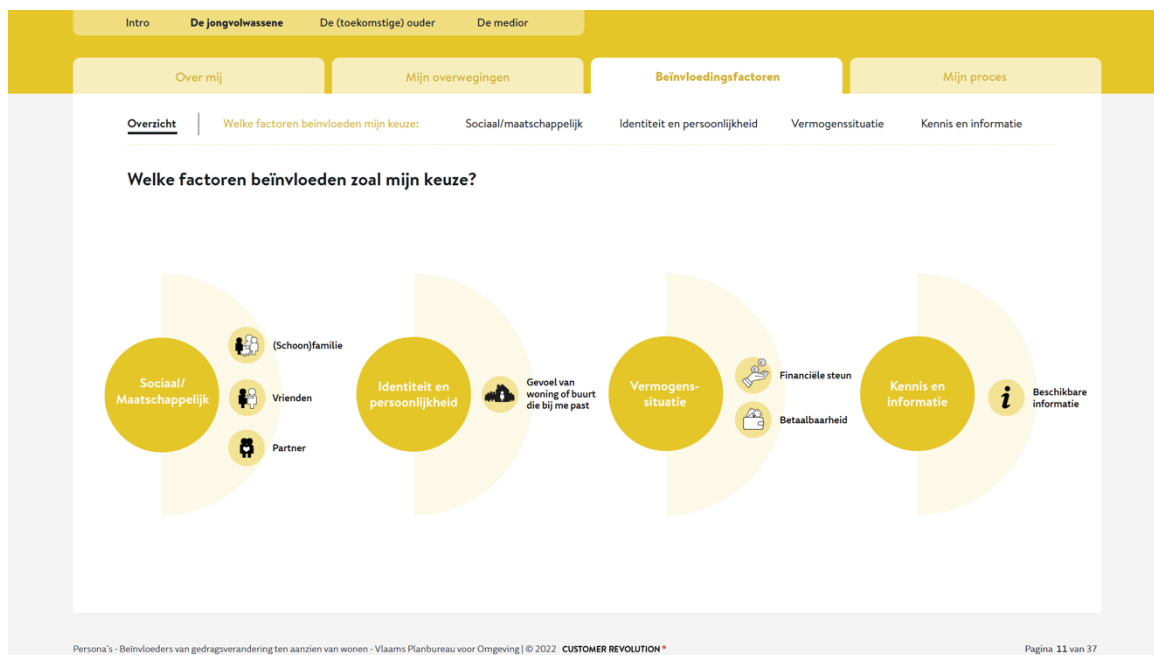 Intro De jongvolwassene De (toekomstige) ouder De medior
Over mij Mijn overwegingen Beïnvloedingsfactoren Mijn proces
Overzicht Welke factoren beïnvloeden mijn keuze: Sociaal/maatschappelijk Identiteit en persoonlijkheid Vermogenssituatie Kennis en informatie
Welke factoren beïnvloeden zoal mijn keuze?
Sociaal/
Maatschappelijk
(Schoon)familie
Vrienden
Partner
Identiteit en
persoonlijkheid
Gevoel van
woning of buurt
die bij me past
Vermogens-
situatie
Financiële steun
Betaalbaarheid
Kennis en
informatie
Beschikbare
informatie
Persona's - Beïnvloeders van gedragsverandering ten aanzien van wonen - Vlaams Planbureau voor Omgeving | © 2022 CUSTOMER REVOLUTION*
Pagina 11 van 37